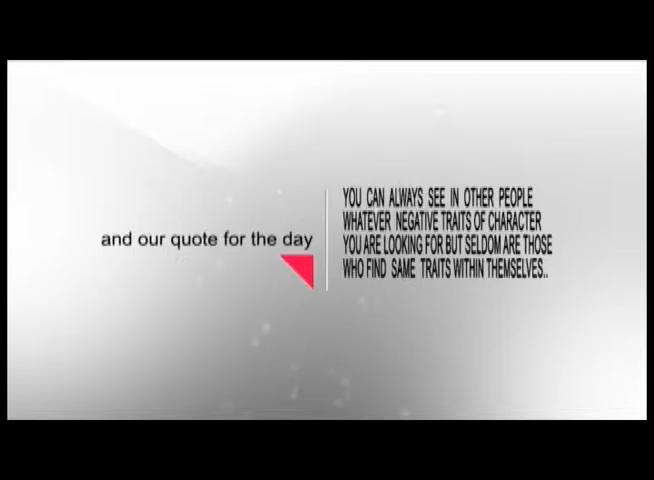 and our quote for the day
YOU CAN ALWAYS SEE IN OTHER PEOPLE
WHATEVER NEGATIVE TRAITS OF CHARACTER
YOU ARE LOOKING FOR BUT SELDOM ARE THOSE
WHO FIND SAME TRAITS WITHIN THEMSELVES..